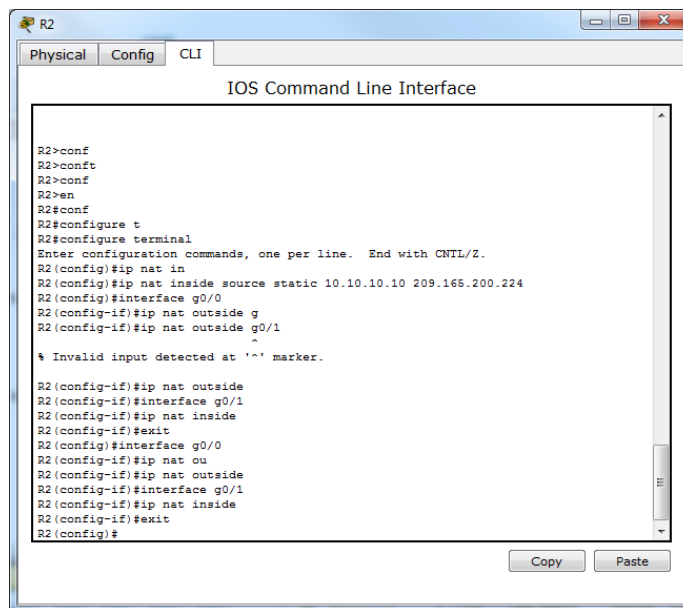 R2
Physical Config CLI
IOS Command Line Interface
R2>conf
R2>conft
R2>conf
R2>en
R2#conf
R2#configure t
R2#configure terminal
Enter configuration commands, one per line.  End with CNTL/Z.
R2(config)#ip nat in
R2(config)#ip nat inside source static 10.10.10.10 209.165.200.224
R2(config)#interface g0/0
R2(config-if)#ip nat outside g
R2(config-if)#ip nat outside g0/1
^
% Invalid input detected at '^' marker.
R2(config-if)#ip nat outside
R2(config-if)#interface g0/1
R2(config-if)#ip nat inside
R2(config-if)#exit
R2(config)#interface g0/0
R2(config-if)#ip nat ou
R2(config-if)#ip nat outside
R2(config-if)#interface g0/1
R2(config-if)#ip nat inside
R2(config-if)#exit
R2(config)#
Copy Paste